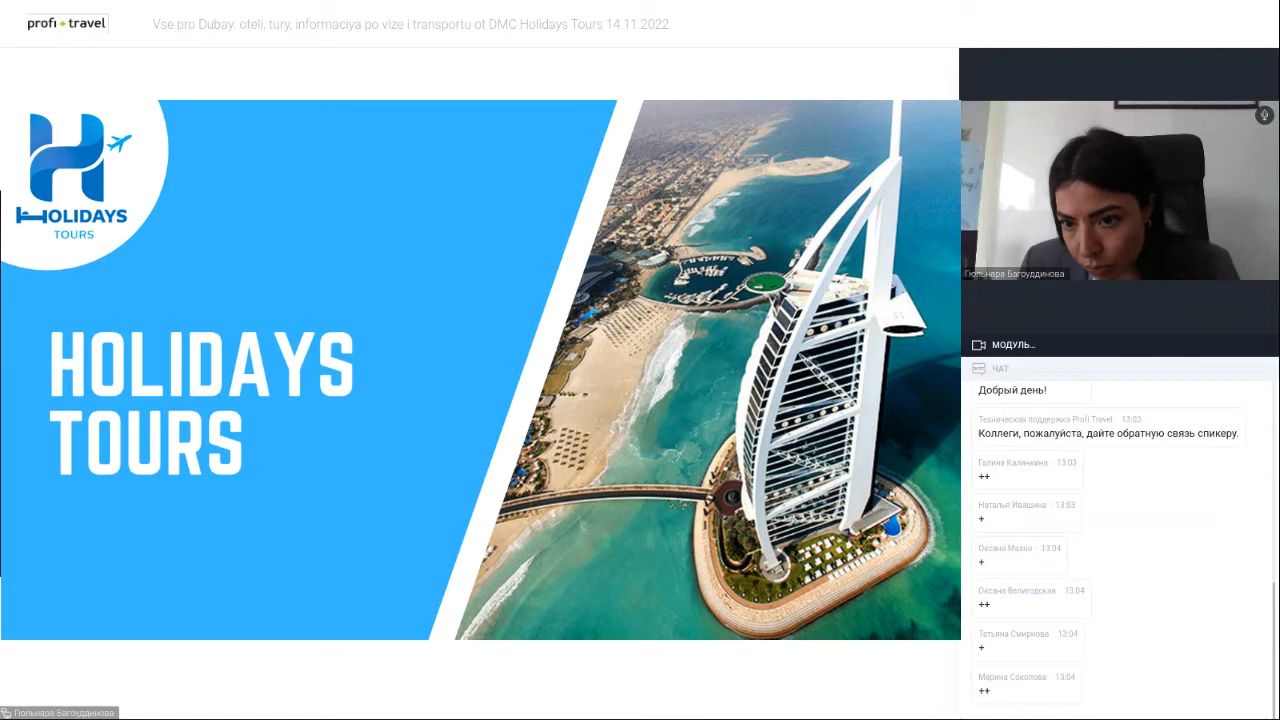 profi travel
Vse pro Dubay: oteli, tury, informaciya po vize i transportu ot DMC Holidays Tours 14.11.2022
HOLIDAYS
TOURS
HOLIDAYS
TOURS
Гюльнара Багоуддинова
МОДУЛЬ...
ЧАТ
Добрый день!
Техническая поддержка Profi.Travel 13:03
Коллеги, пожалуйста, дайте обратную связь спикеру.
Галина Калинкина 13:03
++
Наталья Ивашина 13:03
+
Оксана Махно 13:04
+
Оксана Велигодская 13:04
++
Татьяна Смирнова 13:04
+
Марина Соколова 13:04
++
Гюльнара Багоуддинова